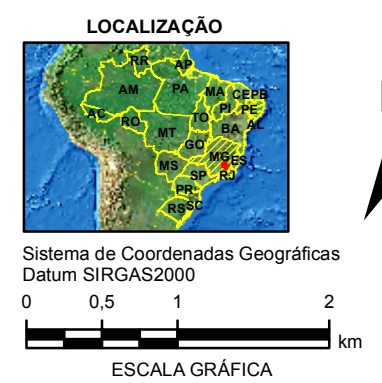 LOCALIZAÇÃO
RR AP
AM PA MA CE PB
AC RO TO PI PE
MT BA AL
GO
MG ES
MS SP RJ
PR
RS SC
Sistema de Coordenadas Geográficas
Datum SIRGAS2000
0 0,5 1 2
km
ESCALA GRÁFICA